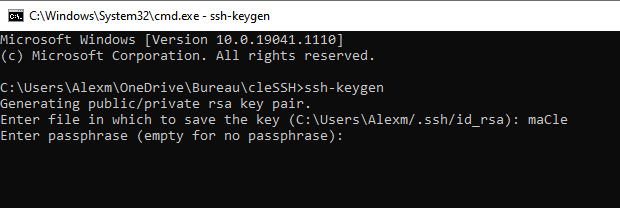 C:\Windows\System32\cmd.exe - ssh-keygen
Microsoft Windows [Version 10.0.19041.1110]
(c) Microsoft Corporation. All rights reserved.
C:\Users\Alexm\OneDrive\Bureau\cleSSH>ssh-keygen
Generating public/private rsa key pair.
Enter file in which to save the key (C:\Users\Alexm/.ssh/id_rsa): maCle
Enter passphrase (empty for no passphrase):